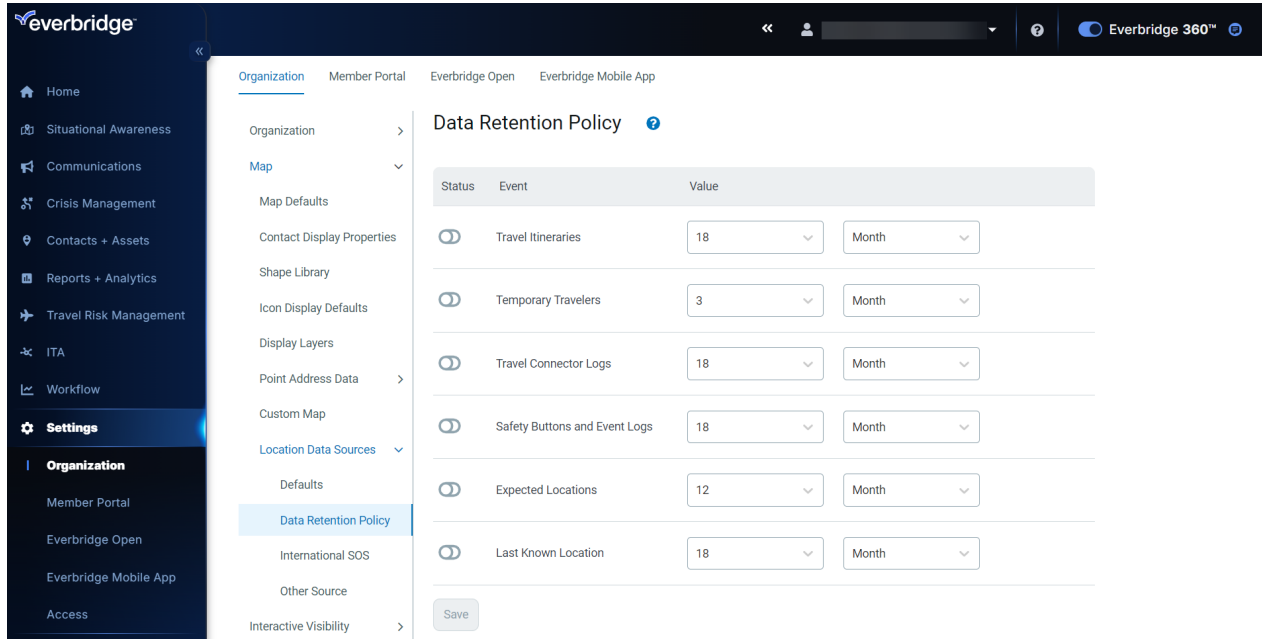 everbridge™
«
«
?
Everbridge 360™
Home
Situational Awareness
Communications
Crisis Management
Contacts + Assets
Reports + Analytics
Travel Risk Management
ITA
Workflow
Settings
Organization
Member Portal
Everbridge Open
Everbridge Mobile App
Access
Organization Member Portal Everbridge Open Everbridge Mobile App
Organization
Map
Map Defaults
Contact Display Properties
Shape Library
Icon Display Defaults
Display Layers
Point Address Data
Custom Map
Location Data Sources
Defaults
Data Retention Policy
International SOS
Other Source
Interactive Visibility
Data Retention Policy ?
Status Event Value
Travel Itineraries 18 Month
Temporary Travelers 3 Month
Travel Connector Logs 18 Month
Safety Buttons and Event Logs 18 Month
Expected Locations 12 Month
Last Known Location 18 Month
Save